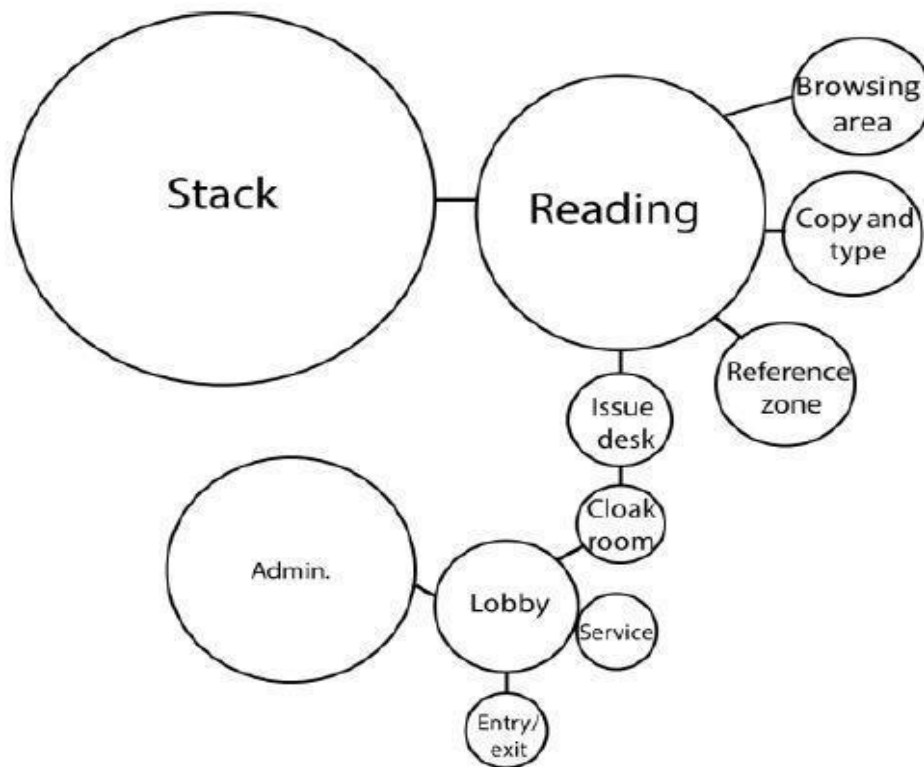 Stack
Reading
Browsing
area
Copy and
type
Reference
zone
Issue
desk
Cloak
room
Admin.
Lobby
Service
Entry/
exit